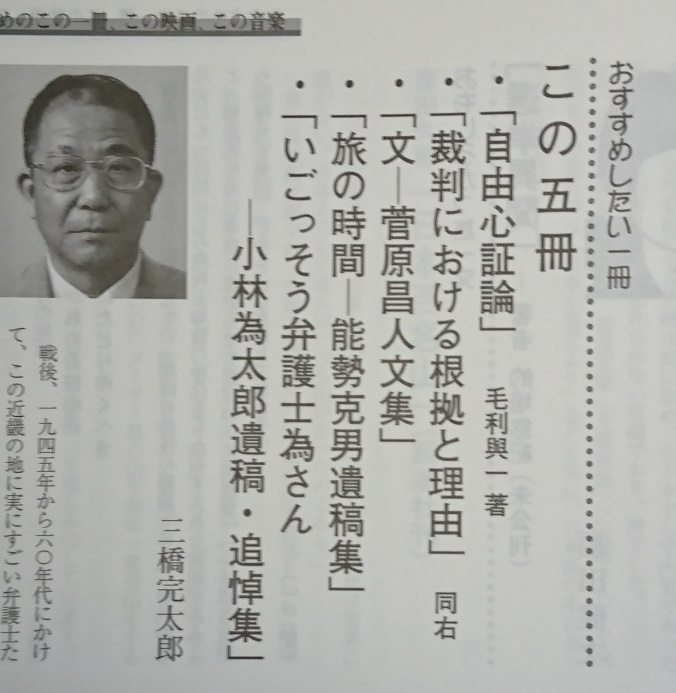 めのこの一冊、この映画、この音楽
おすすめしたい一冊
この五冊
・「自由心証論」　毛利與一　著
・「裁判における根拠と理由」　同右
・「文―菅原昌人文集」
・「旅の時間―能勢克男遺稿集」
・「いごっそう弁護士為さん
―小林為太郎遺稿・追悼集」
三橋完太郎
戦後、一九四五年から六〇年代にかけ
て、この近畿の地に実にすごい弁護士た